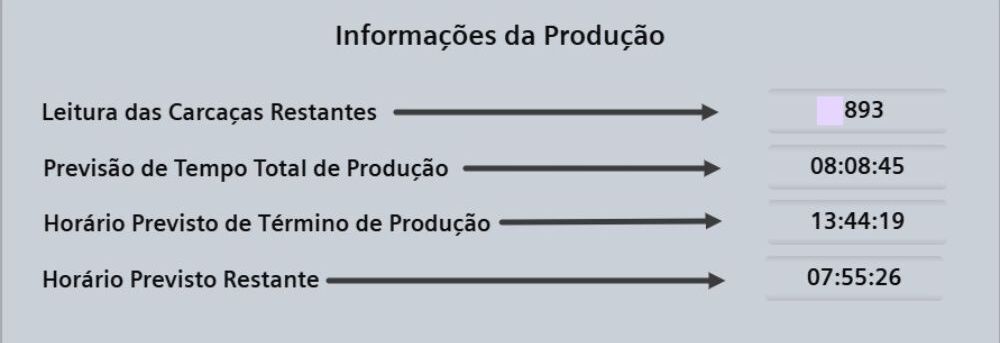 Informações da Produção
Leitura das Carcaças Restantes 893
Previsão de Tempo Total de Produção 08:08:45
Horário Previsto de Término de Produção 13:44:19
Horário Previsto Restante 07:55:26